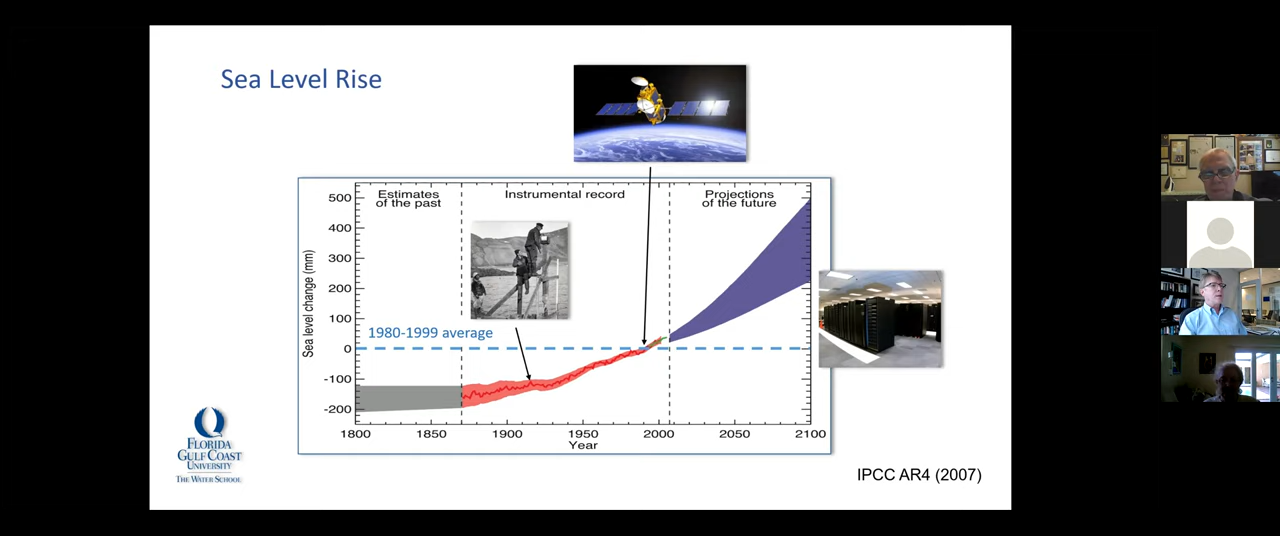 Sea Level Rise
Estimates
of the past
Instrumental record
Projections
of the future
Sea level change (mm)
500
400
300
200
100
0
-100
-200
1980-1999 average
1800
1850
1900
1950
2000
2050
2100
Year
FLORIDA
GULF COAST
UNIVERSITY
THE WATER SCHOOL
IPCC AR4 (2007)